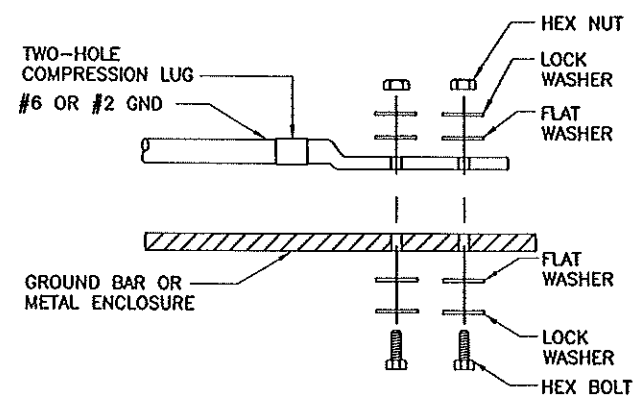 HEX NUT
TWO-HOLE
COMPRESSION LUG
#6 OR #2 GND
LOCK
WASHER
FLAT
WASHER
GROUND BAR OR
METAL ENCLOSURE
FLAT
WASHER
LOCK
WASHER
HEX BOLT